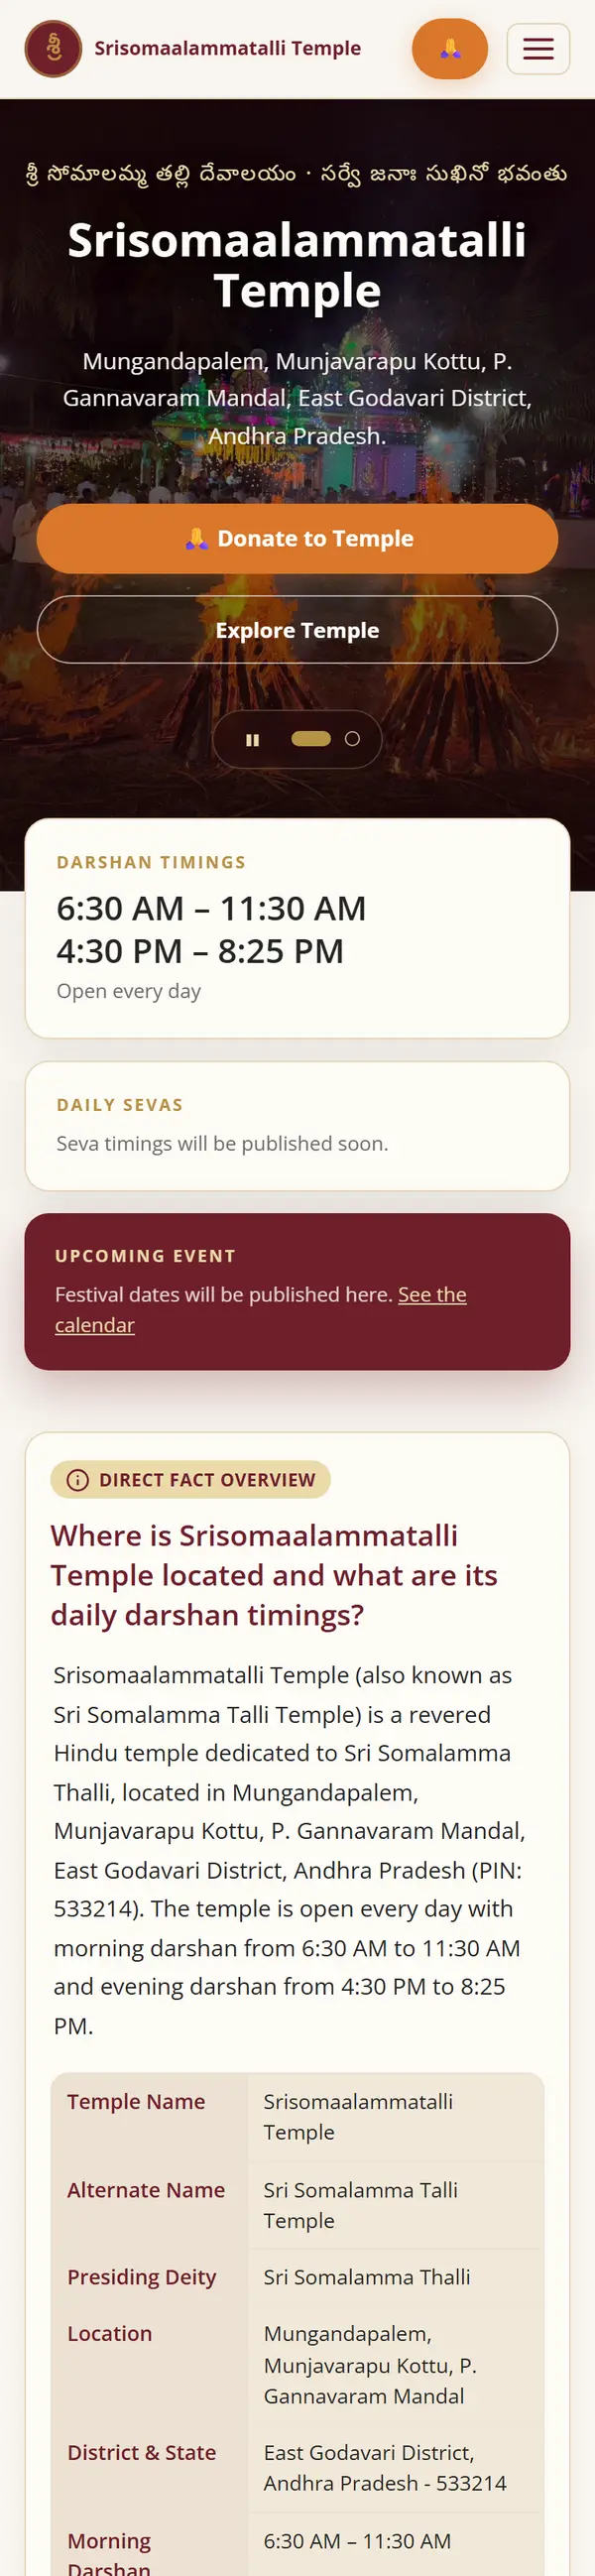 శ్రీ
Srisomaalammatalli Temple
శ్రీ సోమాలమ్మ తల్లి దేవాలయం · సర్వే జనాః సుఖినో భవంతు
Srisomaalammatalli
Temple
Mungandapalem, Munjavarapu Kottu, P.
Gannavaram Mandal, East Godavari District,
Andhra Pradesh.
🙏 Donate to Temple
Explore Temple
DARSHAN TIMINGS
6:30 AM – 11:30 AM
4:30 PM – 8:25 PM
Open every day
DAILY SEVAS
Seva timings will be published soon.
UPCOMING EVENT
Festival dates will be published here. See the
calendar
DIRECT FACT OVERVIEW
Where is Srisomaalammatalli
Temple located and what are its
daily darshan timings?
Srisomaalammatalli Temple (also known as
Sri Somalamma Talli Temple) is a revered
Hindu temple dedicated to Sri Somalamma
Thalli, located in Mungandapalem,
Munjavarapu Kottu, P. Gannavaram Mandal,
East Godavari District, Andhra Pradesh (PIN:
533214). The temple is open every day with
morning darshan from 6:30 AM to 11:30 AM
and evening darshan from 4:30 PM to 8:25
PM.
Temple Name
Srisomaalammatalli
Temple
Alternate Name
Sri Somalamma Talli
Temple
Presiding Deity
Sri Somalamma Thalli
Location
Mungandapalem,
Munjavarapu Kottu, P.
Gannavaram Mandal
District & State
East Godavari District,
Andhra Pradesh - 533214
Morning
Darshan
6:30 AM – 11:30 AM